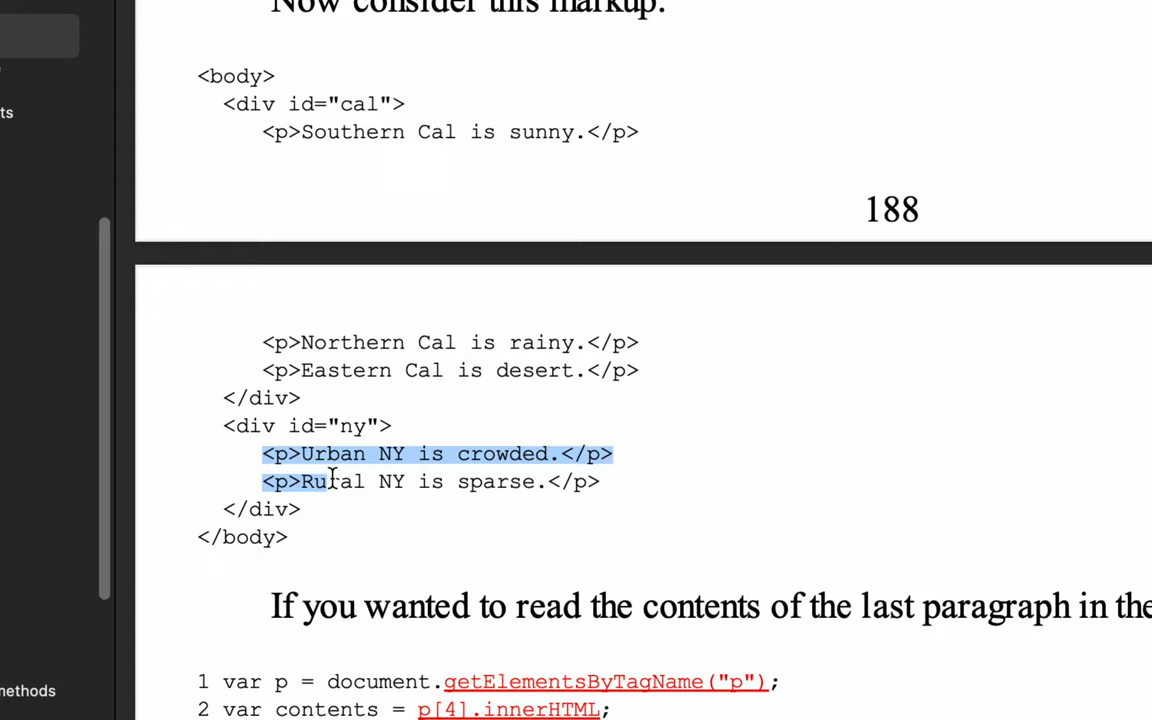 Now consider this markup:
<body>
<div id="cal">
<p>Southern Cal is sunny.</p>
ts
188
<p>Northern Cal is rainy.</p>
<p>Eastern Cal is desert.</p>
</div>
<div id="ny">
<p>Urban NY is crowded.</p>
<p>Rural NY is sparse.</p>
</div>
</body>
If you wanted to read the contents of the last paragraph in the
1 var p = document.getElementsByTagName("p");
methods
2 var contents = p[4].innerHTML;